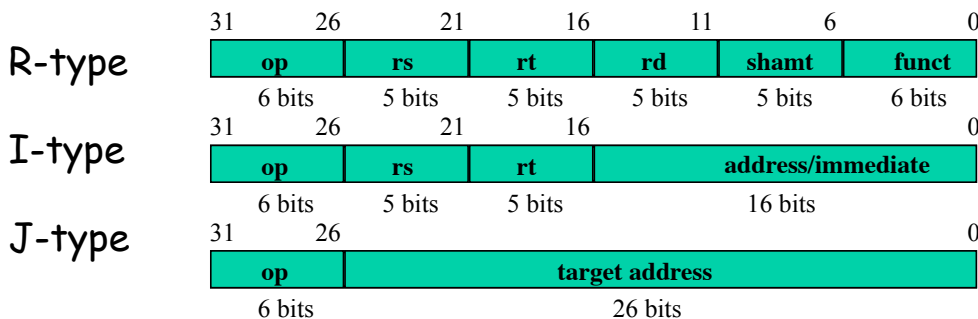 31 26 21 16 11 6 0
R-type op rs rt rd shamt funct
6 bits 5 bits 5 bits 5 bits 5 bits 6 bits
31 26 21 16 0
I-type op rs rt address/immediate
6 bits 5 bits 5 bits 16 bits
J-type 31 26 0
op target address
6 bits 26 bits